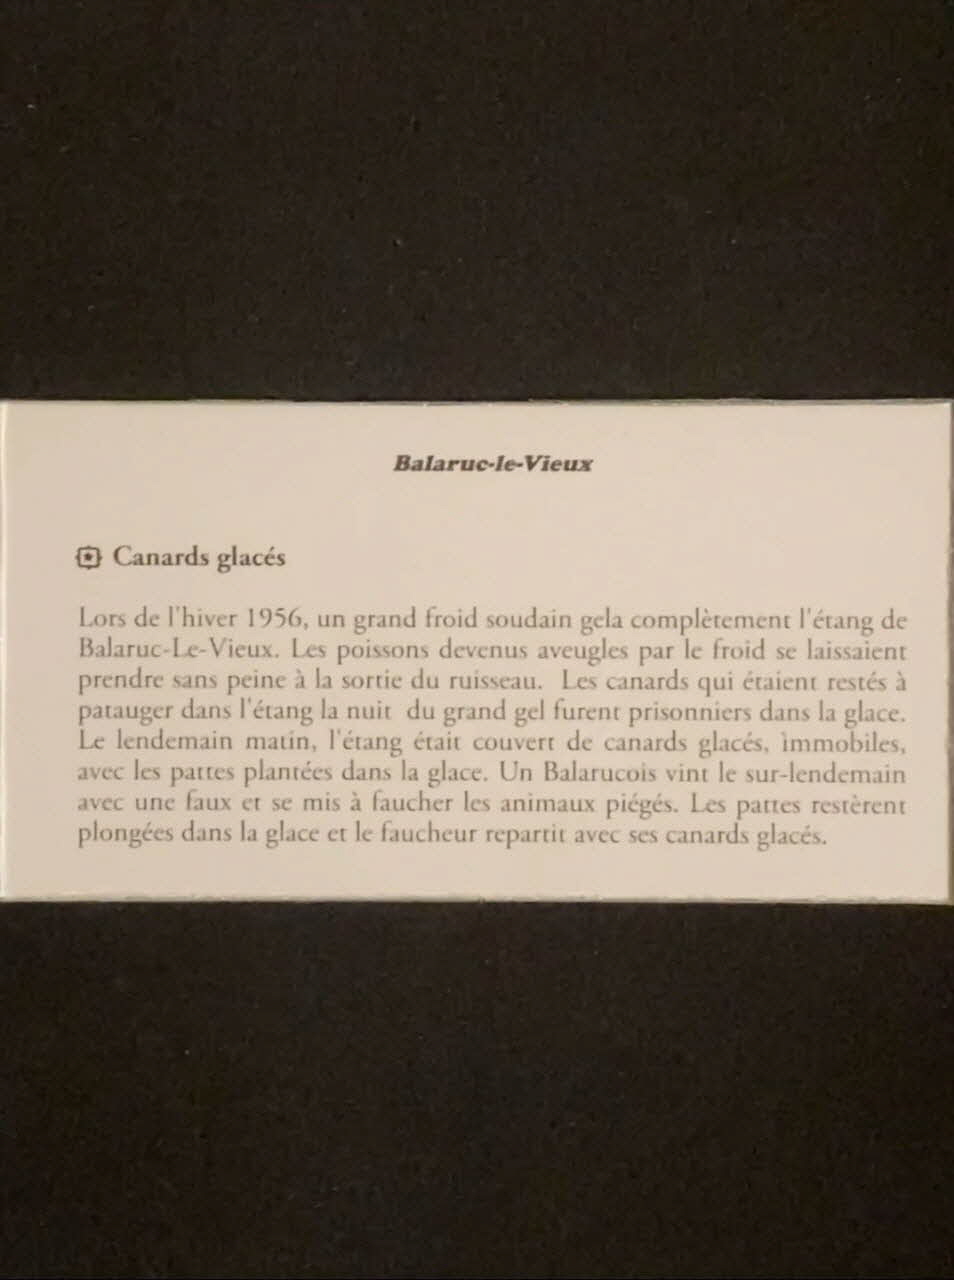 Balaruc-le-Vieux
Canards glacés
Lors de l'hiver 1956, un grand froid soudain gela complètement l'étang de
Balaruc-Le-Vieux. Les poissons devenus aveugles par le froid se laissaient
prendre sans peine à la sortie du ruisseau. Les canards qui étaient restés à
patauger dans l'étang la nuit du grand gel furent prisonniers dans la glace.
Le lendemain matin, l'étang était couvert de canards glacés, immobiles,
avec les pattes plantées dans la glace. Un Balarucois vint le sur-lendemain
avec une faux et se mis à faucher les animaux piégés. Les pattes restèrent
plongées dans la glace et le faucheur repartit avec ses canards glacés.